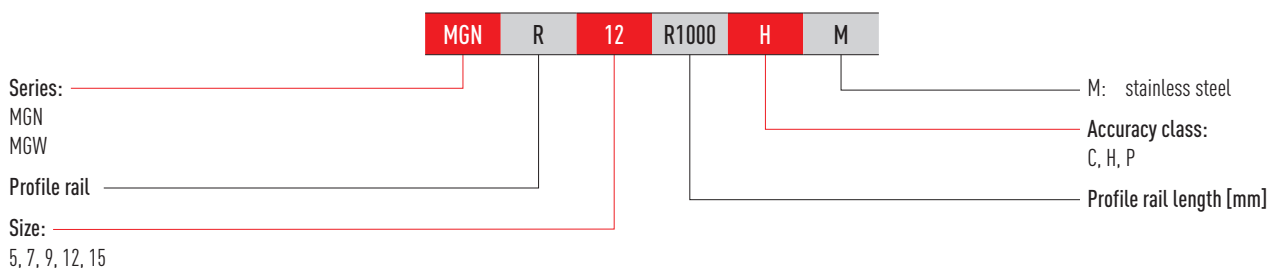 MGN R 12 R1000 H M
Series:
MGN
MGW
Profile rail
Size:
5, 7, 9, 12, 15
M: stainless steel
Accuracy class:
C, H, P
Profile rail length [mm]